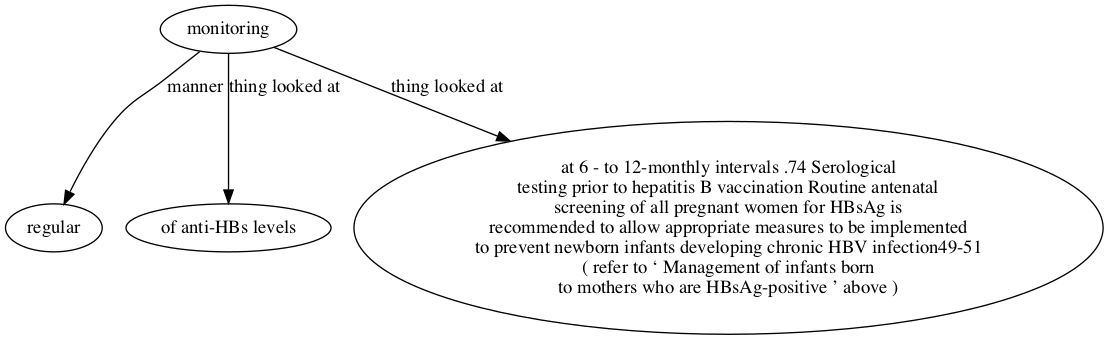 monitoring
manner
thing looked at
thing looked at
regular
of anti-HBs levels
at 6 - to 12-monthly intervals .74 Serological
testing prior to hepatitis B vaccination Routine antenatal
screening of all pregnant women for HBsAg is
recommended to allow appropriate measures to be implemented
to prevent newborn infants developing chronic HBV infection49-51
( refer to ‘ Management of infants born
to mothers who are HBsAg-positive ’ above )